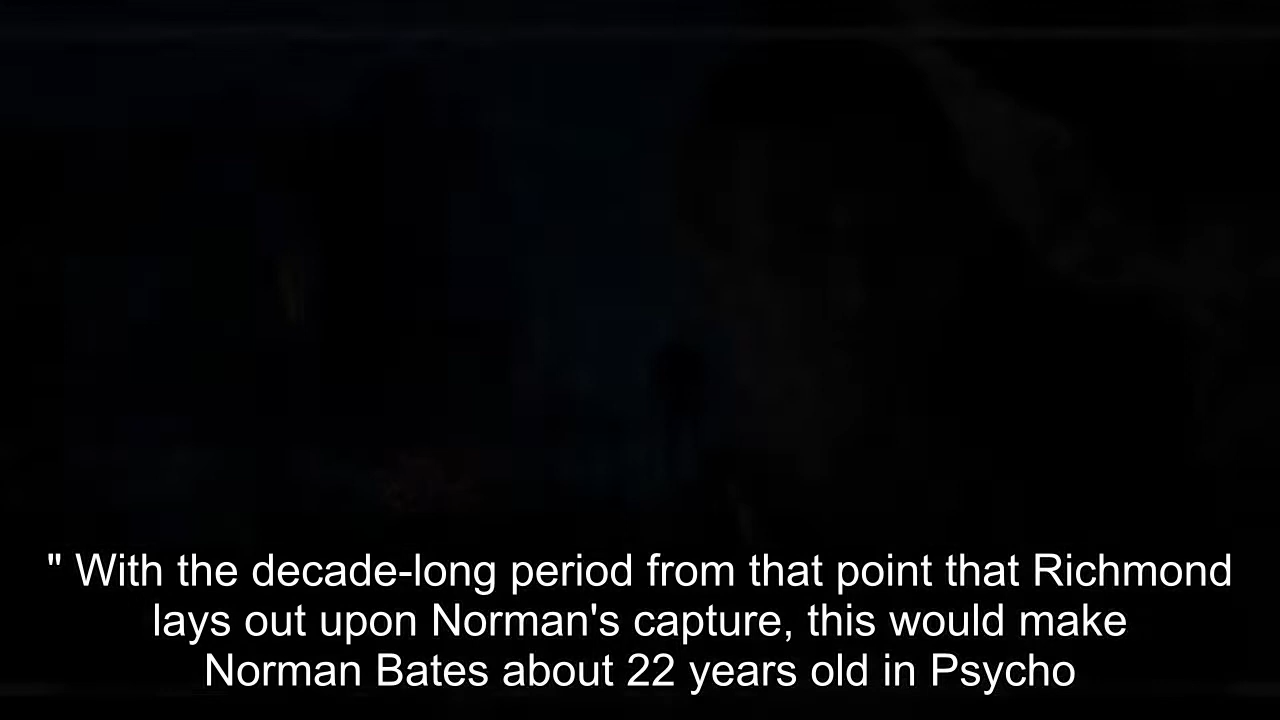 " With the decade-long period from that point that Richmond
lays out upon Norman's capture, this would make
Norman Bates about 22 years old in Psycho